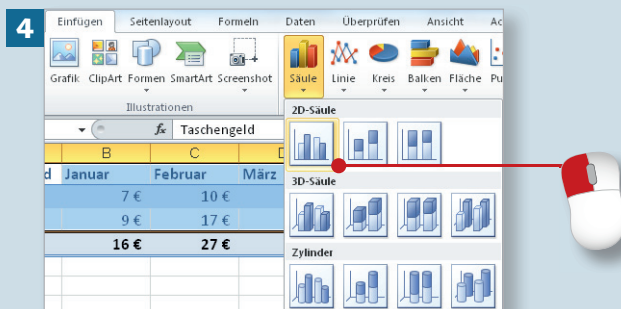 4
Einfügen Seitenlayout Formeln Daten Überprüfen Ansicht
Grafik ClipArt Formen SmartArt Screenshot Säule Linie Kreis Balken Fläche
Illustrationen
2D-Säule
fx Taschengeld
B C
Januar Februar März
3D-Säule
7 € 10 €
9 € 17 €
16 € 27 €
Zylinder